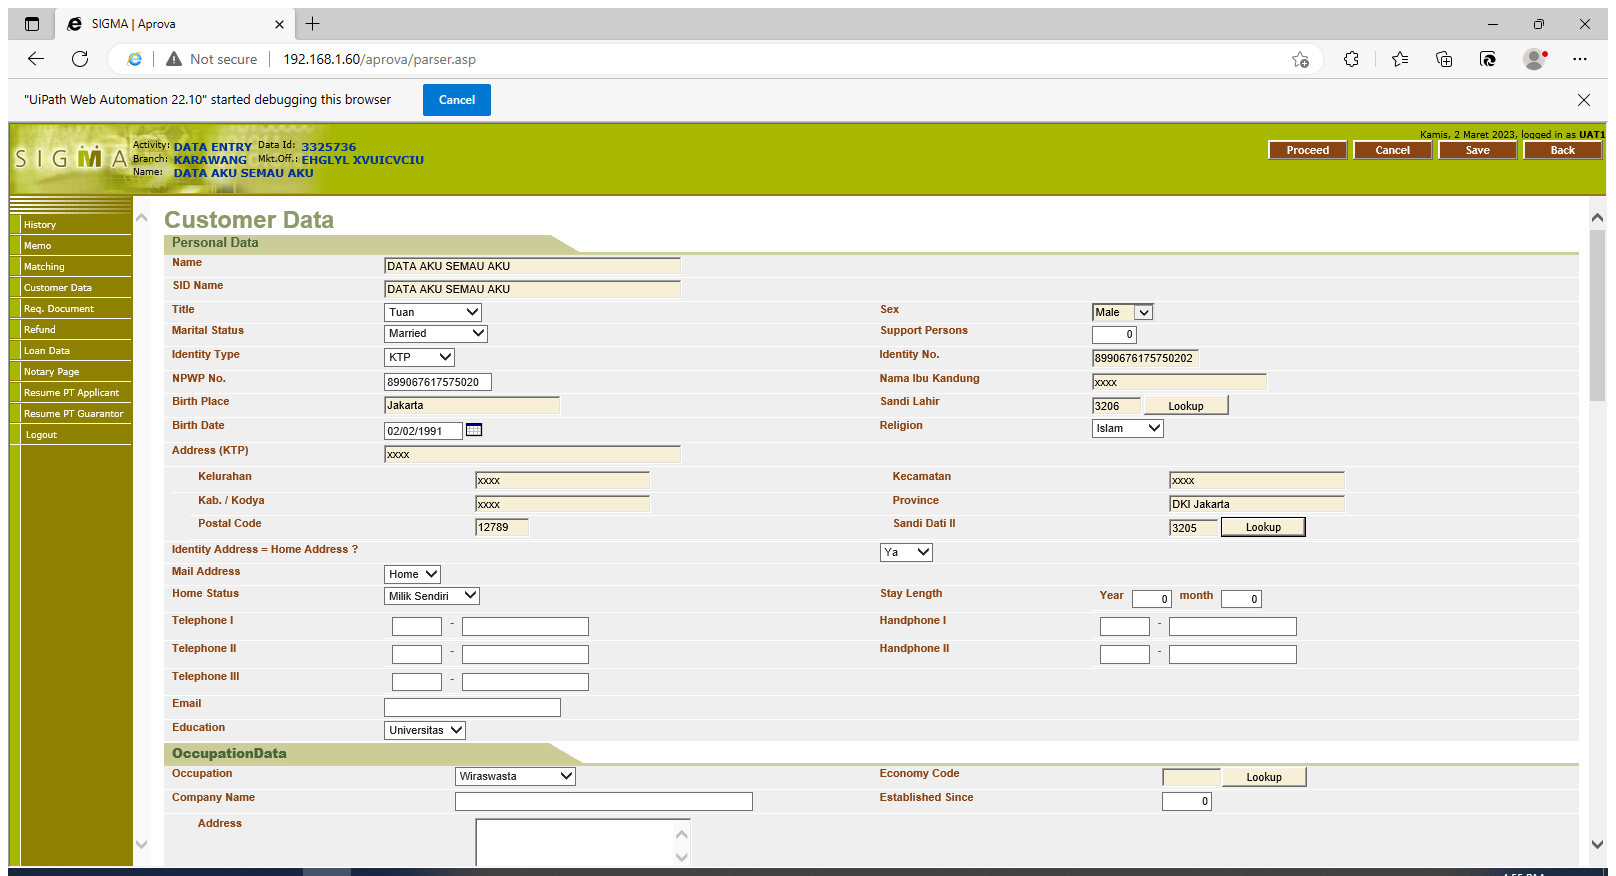 SIGMA | Aprova
Not secure 192.168.1.60/aprova/parser.asp
"UiPath Web Automation 22.10" started debugging this browser Cancel
Kamis, 2 Maret 2023, logged in as UAT1
SIGMA
Activity: DATA ENTRY Data Id: 3325736
Branch: KARAWANG Mkt.Off.: EHGLYL XVUICVCIU
Name: DATA AKU SEMAU AKU
Proceed Cancel Save Back
History
Memo
Matching
Customer Data
Req. Document
Refund
Loan Data
Notary Page
Resume PT Applicant
Resume PT Guarantor
Logout
Customer Data
Personal Data
Name DATA AKU SEMAU AKU
SID Name DATA AKU SEMAU AKU
Title Tuan Sex Male
Marital Status Married Support Persons 0
Identity Type KTP Identity No. 8990676175750202
NPWP No. 899067617575020 Nama Ibu Kandung xxxx
Birth Place Jakarta Sandi Lahir 3206 Lookup
Birth Date 02/02/1991 Religion Islam
Address (KTP) xxxx
Kelurahan xxxx Kecamatan xxxx
Kab. / Kodya xxxx Province DKI Jakarta
Postal Code 12789 Sandi Dati II 3205 Lookup
Identity Address = Home Address ? Ya
Mail Address Home
Home Status Milik Sendiri Stay Length Year 0 month 0
Telephone I - Handphone I -
Telephone II - Handphone II -
Telephone III -
Email
Education Universitas
OccupationData
Occupation Wiraswasta Economy Code Lookup
Company Name Established Since 0
Address